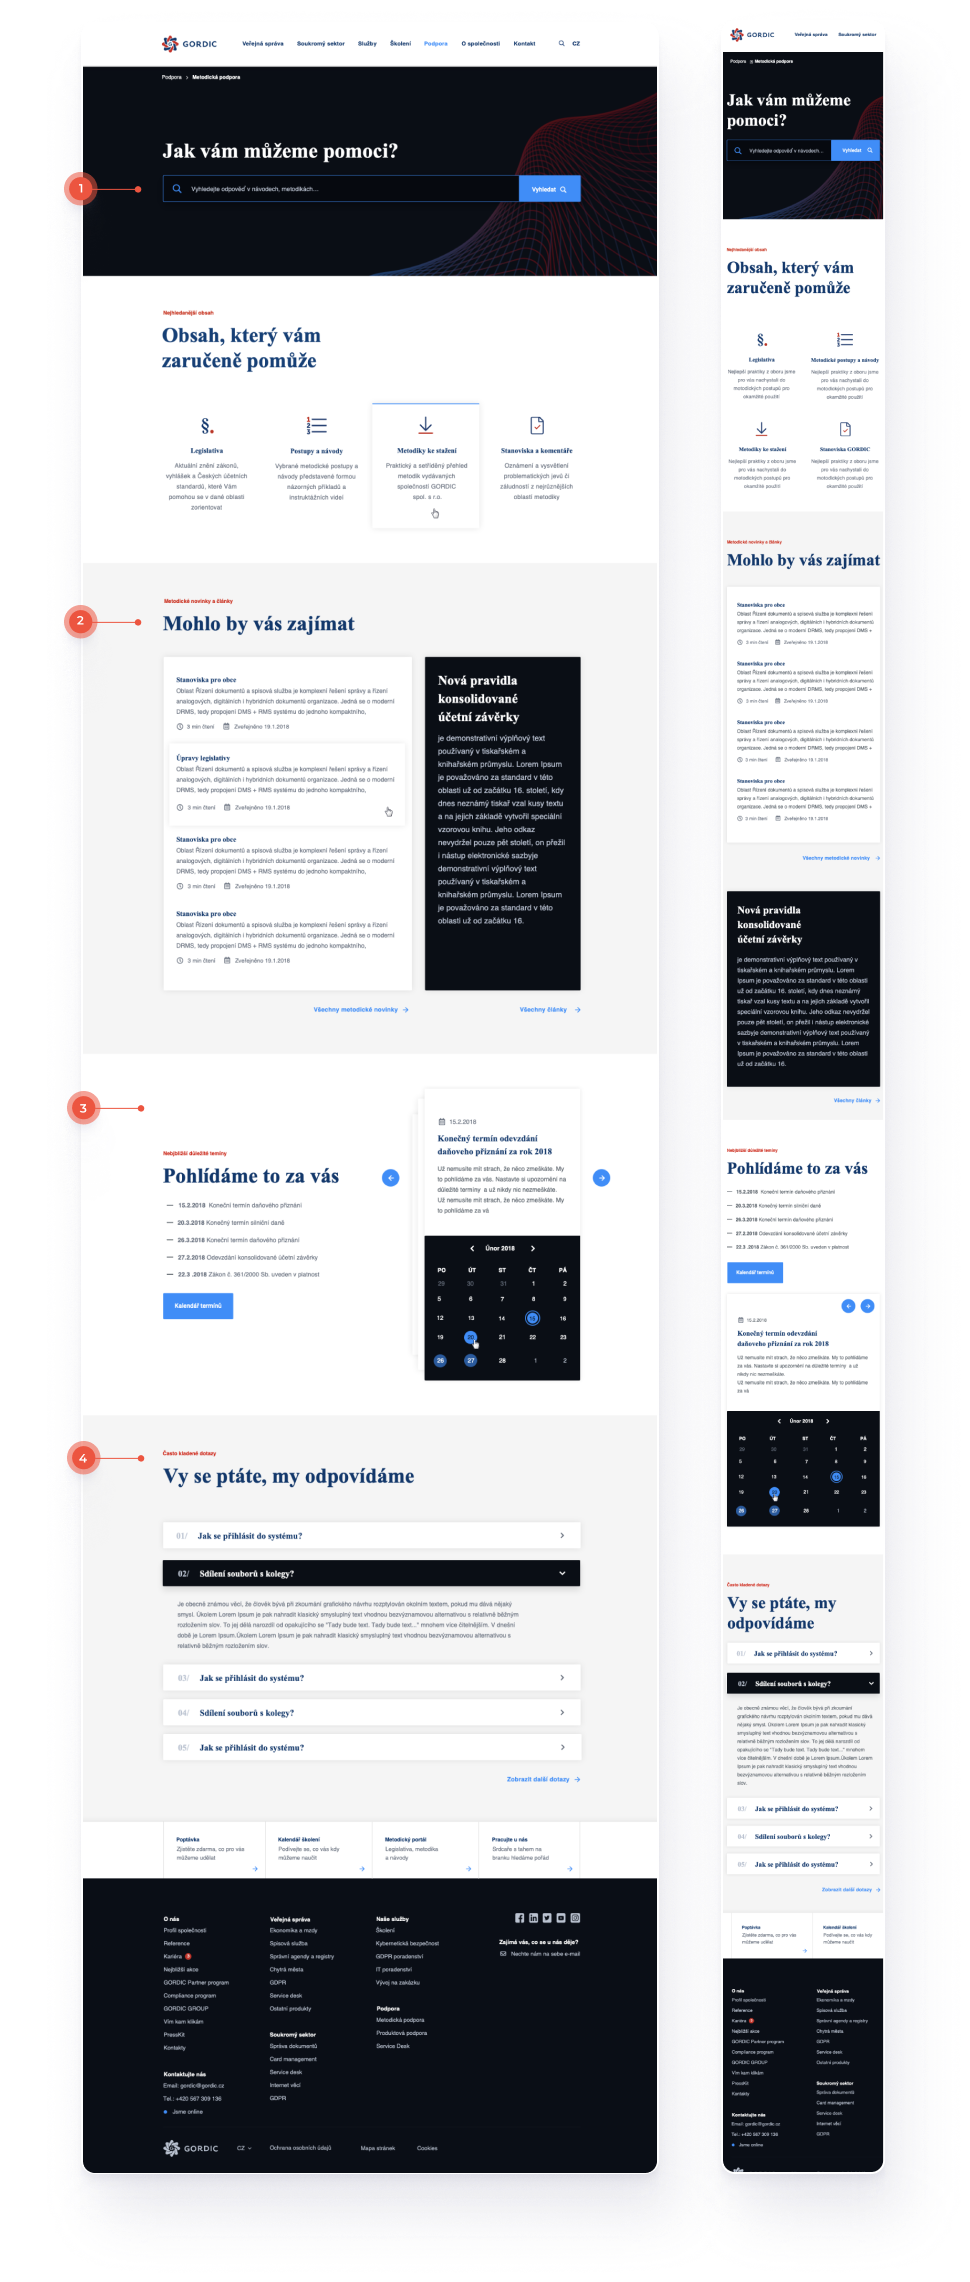 GORDIC
Veřejná správa Soukromý sektor Služby Školení Podpora O společnosti Kontakt CZ
Podpora > Metodická podpora
Jak vám můžeme pomoci?
1
Vyhledejte odpověď v návodech, metodikách...
Vyhledat
Nejhledanější obsah
Obsah, který vám
zaručeně pomůže
§.
Legislativa
Aktuální znění zákonů,
vyhlášek a Českých účetních
standardů, které Vám
pomohou se v dané oblasti
zorientovat
Postupy a návody
Vybrané metodické postupy a
návody představené formou
názorných příkladů a
instruktážních videí
Metodiky ke stažení
Praktický a setříděný přehled
metodik vydávaných
společností GORDIC
spol. s r.o.
Stanoviska a komentáře
Oznámení a vysvětlení
problematických jevů či
záludností z nejrůznějších
oblastí metodiky
Metodické novinky a články
2
Mohlo by vás zajímat
Stanoviska pro obce
Oblast Řízení dokumentů a spisová služba je komplexní řešení správy a řízení
analogových, digitálních i hybridních dokumentů organizace. Jedná se o moderní
DRMS, tedy propojení DMS + RMS systému do jednoho kompaktního,
3 min čtení Zveřejněno 19.1.2018
Úpravy legislativy
Oblast Řízení dokumentů a spisová služba je komplexní řešení správy a řízení
analogových, digitálních i hybridních dokumentů organizace. Jedná se o moderní
DRMS, tedy propojení DMS + RMS systému do jednoho kompaktního,
3 min čtení Zveřejněno 19.1.2018
Stanoviska pro obce
Oblast Řízení dokumentů a spisová služba je komplexní řešení správy a řízení
analogových, digitálních i hybridních dokumentů organizace. Jedná se o moderní
DRMS, tedy propojení DMS + RMS systému do jednoho kompaktního,
3 min čtení Zveřejněno 19.1.2018
Stanoviska pro obce
Oblast Řízení dokumentů a spisová služba je komplexní řešení správy a řízení
analogových, digitálních i hybridních dokumentů organizace. Jedná se o moderní
DRMS, tedy propojení DMS + RMS systému do jednoho kompaktního,
3 min čtení Zveřejněno 19.1.2018
Všechny metodické novinky
Nová pravidla
konsolidované
účetní závěrky
je demonstrativní výplňový text
používaný v tiskařském a
knihařském průmyslu. Lorem Ipsum
je považováno za standard v této
oblasti už od začátku 16. století, kdy
dnes neznámý tiskař vzal kusy textu
a na jejich základě vytvořil speciální
vzorovou knihu. Jeho odkaz
nevydržel pouze pět století, on přežil
i nástup elektronické sazbyje
demonstrativní výplňový text
používaný v tiskařském a
knihařském průmyslu. Lorem Ipsum
je považováno za standard v této
oblasti už od začátku 16.
Všechny články
3
Nebjbližší důležité temíny
Pohlídáme to za vás
15.2.2018 Koneční termín daňového přiznání
20.3.2018 Konečný termín silniční daně
26.3.2018 Koneční termín daňového přiznání
27.2.2018 Odevzdání konsolidované účetní závěrky
22.3 .2018 Zákon č. 361/2000 Sb. uveden v platnost
Kalendář termínů
15.2.2018
Konečný termín odevzdání
daňoveho přiznání za rok 2018
Už nemusíte mít strach, že něco zmeškáte. My
to pohlídáme za vás. Nastavte si upozornění na
důležité termíny a už nikdy nic nezmeškáte.
Už nemusíte mít strach, že něco zmeškáte. My
to pohlídáme za vá
Únor 2018
PO ÚT ST ČT PÁ
29 30 31 1 2
5 6 7 8 9
12 13 14 15 16
19 20 21 22 23
26 27 28 1 2
4
Často kladené dotazy
Vy se ptáte, my odpovídáme
01/ Jak se přihlásit do systému?
02/ Sdílení souborů s kolegy?
Je obecně známou věcí, že člověk bývá při zkoumání grafického návrhu rozptylován okolním textem, pokud mu dává nějaký
smysl. Úkolem Lorem Ipsum je pak nahradit klasický smysluplný text vhodnou bezvýznamovou alternativou s relativně běžným
rozložením slov. To jej dělá narozdíl od opakujícího se "Tady bude text. Tady bude text..." mnohem více čitelnějším. V dnešní
době je Lorem Ipsum.Úkolem Lorem Ipsum je pak nahradit klasický smysluplný text vhodnou bezvýznamovou alternativou s
relativně běžným rozložením slov.
03/ Jak se přihlásit do systému?
04/ Sdílení souborů s kolegy?
05/ Jak se přihlásit do systému?
Zobrazit další dotazy
Poptávka
Zjistěte zdarma, co pro vás
můžeme udělat
Kalendář školení
Podívejte se, co vás kdy
můžeme naučit
Metodický portál
Legislativa, metodika
a návody
Pracujte u nás
Srdcaře s tahem na
branku hledáme pořád
O nás
Profil společnosti
Reference
Kariéra
Nejbližší akce
GORDIC Partner program
Compliance program
GORDIC GROUP
Vím kam klikám
PressKit
Kontakty
Kontaktujte nás
Email: gordic@gordic.cz
Tel.: +420 567 309 136
Jsme online
Veřejná správa
Ekonomika a mzdy
Spisová služba
Správní agendy a registry
Chytrá města
GDPR
Service desk
Ostatní produkty
Soukromý sektor
Správa dokumentů
Card management
Service desk
Internet věcí
GDPR
Naše služby
Školení
Kybernetická bezpečnost
GDPR poradenství
IT poradenství
Vývoj na zakázku
Podpora
Metodická podpora
Produktová podpora
Service Desk
Zajímá vás, co se u nás děje?
Nechte nám na sebe e-mail
GORDIC CZ Ochrana osobních údajů Mapa stránek Cookies
GORDIC
Veřejná správa Soukromý sektor
Podpora Metodická podpora
Jak vám můžeme
pomoci?
Vyhledejte odpověď v návodech...
Vyhledat
Nejhledanější obsah
Obsah, který vám
zaručeně pomůže
§.
Legislativa
Nejlepší praktiky z oboru jsme
pro vás nachystali do
metodických postupů pro
okamžité použití
Metodické postupy a návody
Nejlepší praktiky z oboru jsme
pro vás nachystali do
metodických postupů pro
okamžité použití
Metodiky ke stažení
Nejlepší praktiky z oboru jsme
pro vás nachystali do
metodických postupů pro
okamžité použití
Stanoviska GORDIC
Nejlepší praktiky z oboru jsme
pro vás nachystali do
metodických postupů pro
okamžité použití
Metodické novinky a články
Mohlo by vás zajímat
Stanoviska pro obce
Oblast Řízení dokumentů a spisová služba je komplexní řešení
správy a řízení analogových, digitálních i hybridních dokumentů
organizace. Jedná se o moderní DRMS, tedy propojení DMS +
3 min čtení Zveřejněno 19.1.2018
Stanoviska pro obce
Oblast Řízení dokumentů a spisová služba je komplexní řešení
správy a řízení analogových, digitálních i hybridních dokumentů
organizace. Jedná se o moderní DRMS, tedy propojení DMS +
3 min čtení Zveřejněno 19.1.2018
Stanoviska pro obce
Oblast Řízení dokumentů a spisová služba je komplexní řešení
správy a řízení analogových, digitálních i hybridních dokumentů
organizace. Jedná se o moderní DRMS, tedy propojení DMS +
3 min čtení Zveřejněno 19.1.2018
Stanoviska pro obce
Oblast Řízení dokumentů a spisová služba je komplexní řešení
správy a řízení analogových, digitálních i hybridních dokumentů
organizace. Jedná se o moderní DRMS, tedy propojení DMS +
3 min čtení Zveřejněno 19.1.2018
Všechny metodické novinky
Nová pravidla
konsolidované
účetní závěrky
je demonstrativní výplňový text používaný v
tiskařském a knihařském průmyslu. Lorem
Ipsum je považováno za standard v této oblasti
už od začátku 16. století, kdy dnes neznámý
tiskař vzal kusy textu a na jejich základě vytvořil
speciální vzorovou knihu. Jeho odkaz nevydržel
pouze pět století, on přežil i nástup elektronické
sazbyje demonstrativní výplňový text používaný
v tiskařském a knihařském průmyslu. Lorem
Ipsum je považováno za standard v této oblasti
už od začátku 16.
Všechny články
Nebjbližší důležité temíny
Pohlídáme to za vás
15.2.2018 Koneční termín daňového přiznání
20.3.2018 Konečný termín silniční daně
26.3.2018 Koneční termín daňového přiznání
27.2.2018 Odevzdání konsolidované účetní závěrky
22.3 .2018 Zákon č. 361/2000 Sb. uveden v platnost
Kalendář termínů
15.2.2018
Konečný termín odevzdání
daňoveho přiznání za rok 2018
Už nemusíte mít strach, že něco zmeškáte. My to pohlídáme
za vás. Nastavte si upozornění na důležité termíny a už
nikdy nic nezmeškáte.
Už nemusíte mít strach, že něco zmeškáte. My to pohlídáme
za vá
Únor 2018
PO ÚT ST ČT PÁ
29 30 31 1 2
5 6 7 8 9
12 13 14 15 16
19 20 21 22 23
26 27 28 1 2
Často kladené dotazy
Vy se ptáte, my
odpovídáme
01/ Jak se přihlásit do systému?
02/ Sdílení souborů s kolegy?
Je obecně známou věcí, že člověk bývá při zkoumání
grafického návrhu rozptylován okolním textem, pokud mu dává
nějaký smysl. Úkolem Lorem Ipsum je pak nahradit klasický
smysluplný text vhodnou bezvýznamovou alternativou s
relativně běžným rozložením slov. To jej dělá narozdíl od
opakujícího se "Tady bude text. Tady bude text..." mnohem
více čitelnějším. V dnešní době je Lorem Ipsum.Úkolem Lorem
Ipsum je pak nahradit klasický smysluplný text vhodnou
bezvýznamovou alternativou s relativně běžným rozložením
slov.
03/ Jak se přihlásit do systému?
04/ Sdílení souborů s kolegy?
05/ Jak se přihlásit do systému?
Zobrazit další dotazy
Poptávka
Zjistěte zdarma, co pro vás
můžeme udělat
Kalendář školení
Podívejte se, co vás kdy
můžeme naučit
O nás
Profil společnosti
Reference
Kariéra
Nejbližší akce
GORDIC Partner program
Compliance program
GORDIC GROUP
Vím kam klikám
PressKit
Kontakty
Kontaktujte nás
Email: gordic@gordic.cz
Tel.: +420 567 309 136
Jsme online
Veřejná správa
Ekonomika a mzdy
Spisová služba
Správní agendy a registry
Chytrá města
GDPR
Service desk
Ostatní produkty
Soukromý sektor
Správa dokumentů
Card management
Service desk
Internet věcí
GDPR